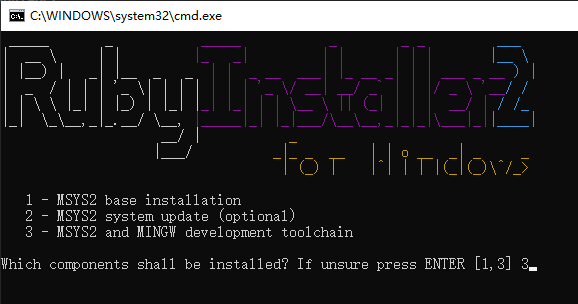 C:\WINDOWS\system32\cmd.exe
RubyInstaller2
for Windows
1 - MSYS2 base installation
2 - MSYS2 system update (optional)
3 - MSYS2 and MINGW development toolchain
Which components shall be installed? If unsure press ENTER [1,3] 3